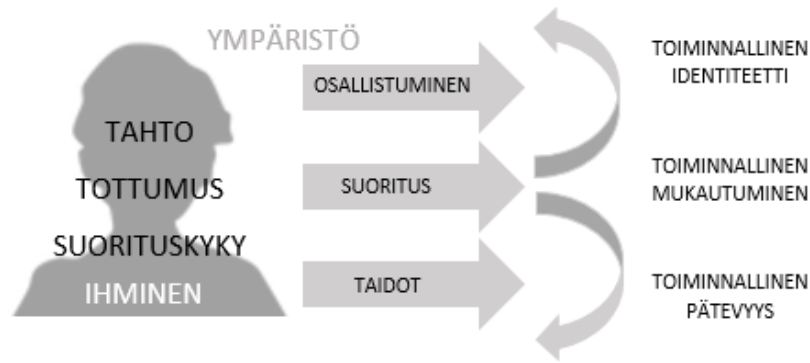 YMPÄRISTÖ
TAHTO
TOTTUMUS
SUORITUSKYKY
IHMINEN
OSALLISTUMINEN
SUORITUS
TAIDOT
TOIMINNALLINEN
IDENTITEETTI
TOIMINNALLINEN
MUKAUTUMINEN
TOIMINNALLINEN
PÄTEVYYS